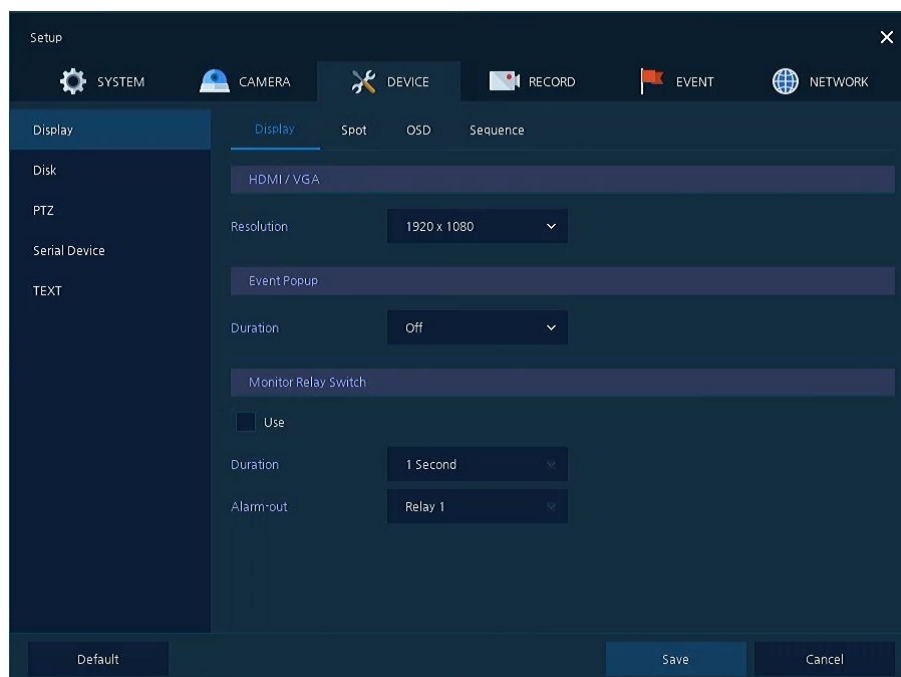 Setup
SYSTEM CAMERA DEVICE RECORD EVENT NETWORK
Display
Disk
PTZ
Serial Device
TEXT
Display Spot OSD Sequence
HDMI / VGA
Resolution 1920 x 1080
Event Popup
Duration Off
Monitor Relay Switch
Use
Duration 1 Second
Alarm-out Relay 1
Default Save Cancel